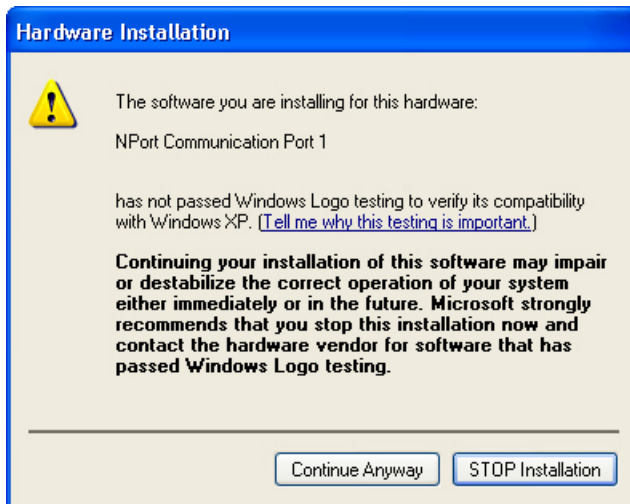 Hardware Installation
The software you are installing for this hardware:
NPort Communication Port 1
has not passed Windows Logo testing to verify its compatibility
with Windows XP. (Tell me why this testing is important.)
Continuing your installation of this software may impair
or destabilize the correct operation of your system
either immediately or in the future. Microsoft strongly
recommends that you stop this installation now and
contact the hardware vendor for software that has
passed Windows Logo testing.
Continue Anyway
STOP Installation